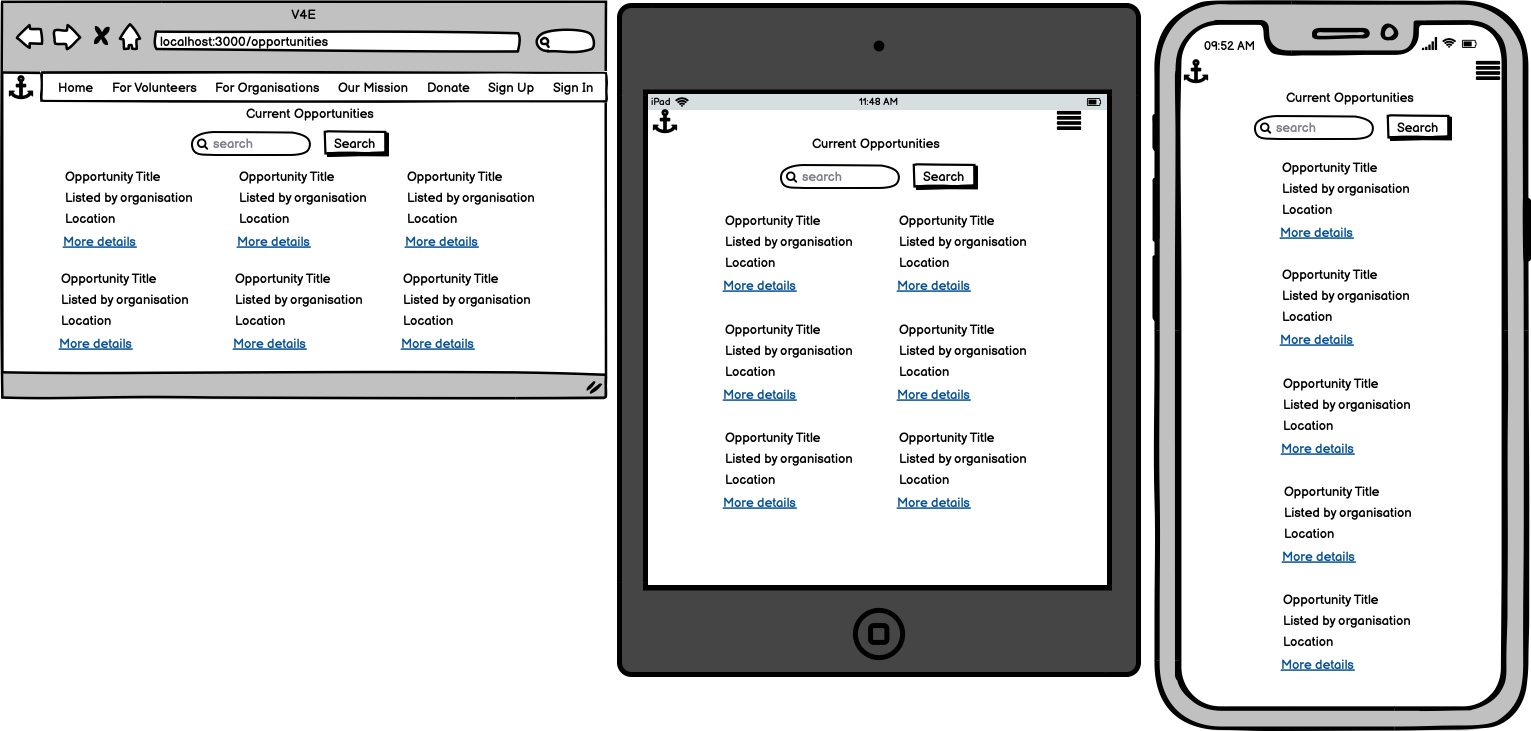 V4E
localhost:3000/opportunities
Home For Volunteers For Organisations Our Mission Donate Sign Up Sign In
Current Opportunities
search Search
Opportunity Title Opportunity Title Opportunity Title
Listed by organisation Listed by organisation Listed by organisation
Location Location Location
More details More details More details
Opportunity Title Opportunity Title Opportunity Title
Listed by organisation Listed by organisation Listed by organisation
Location Location Location
More details More details More details
iPad 11:48 AM
Current Opportunities
search Search
Opportunity Title Opportunity Title
Listed by organisation Listed by organisation
Location Location
More details More details
Opportunity Title Opportunity Title
Listed by organisation Listed by organisation
Location Location
More details More details
Opportunity Title Opportunity Title
Listed by organisation Listed by organisation
Location Location
More details More details
09:52 AM
Current Opportunities
search Search
Opportunity Title
Listed by organisation
Location
More details
Opportunity Title
Listed by organisation
Location
More details
Opportunity Title
Listed by organisation
Location
More details
Opportunity Title
Listed by organisation
Location
More details
Opportunity Title
Listed by organisation
Location
More details